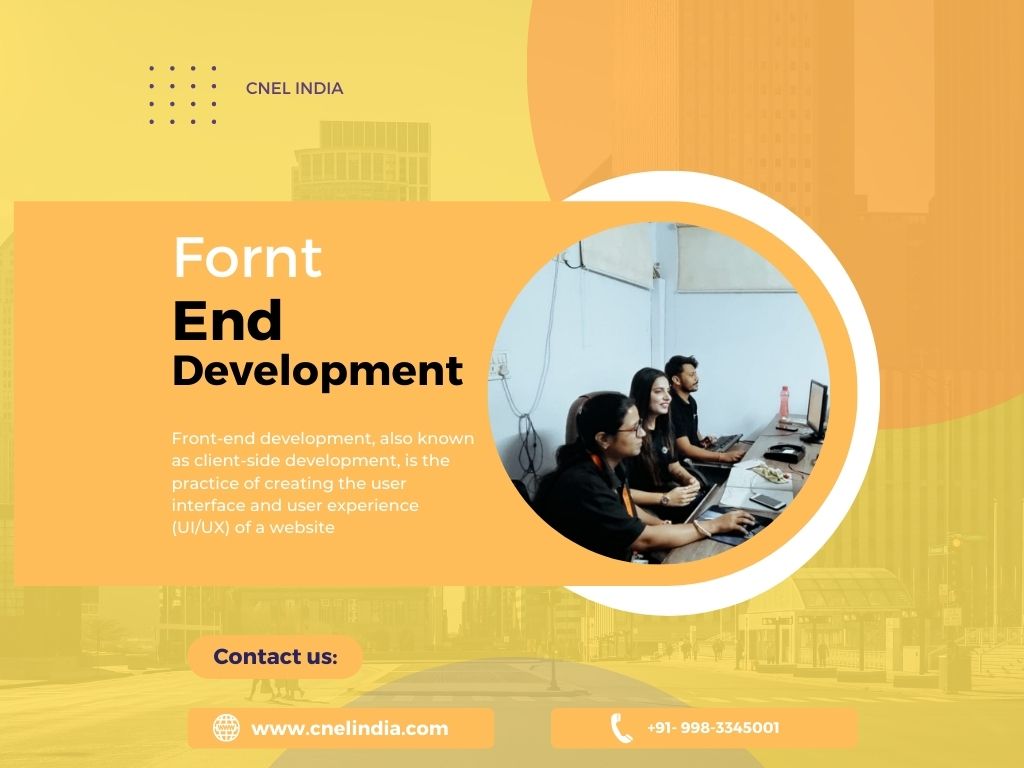 CNEL INDIA
Fornt
End
Development
Front-end development, also known
as client-side development, is the
practice of creating the user
interface and user experience
(UI/UX) of a website
Contact us:
www.cnelindia.com
+91- 998-3345001